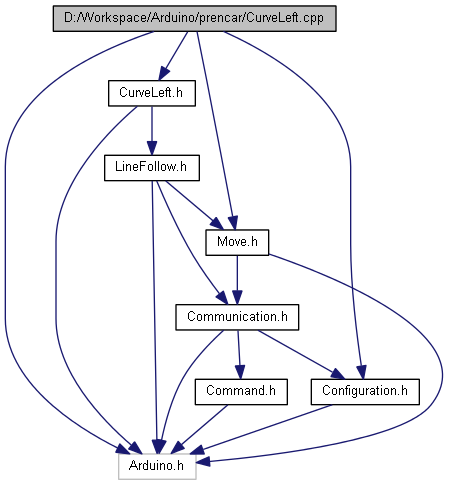 D:/Workspace/Arduino/prencar/CurveLeft.cpp
CurveLeft.h
LineFollow.h
Move.h
Communication.h
Command.h
Configuration.h
Arduino.h